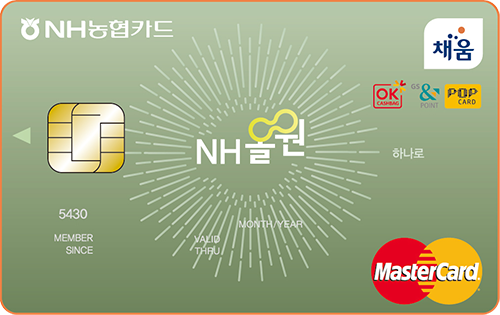 NH농협카드
채움
OK
CASHBAG
GS
&
POINT
POP
CARD
NH올원
하나로
5430
MONTH/YEAR
MEMBER
SINCE
VALID
THRU
MasterCard